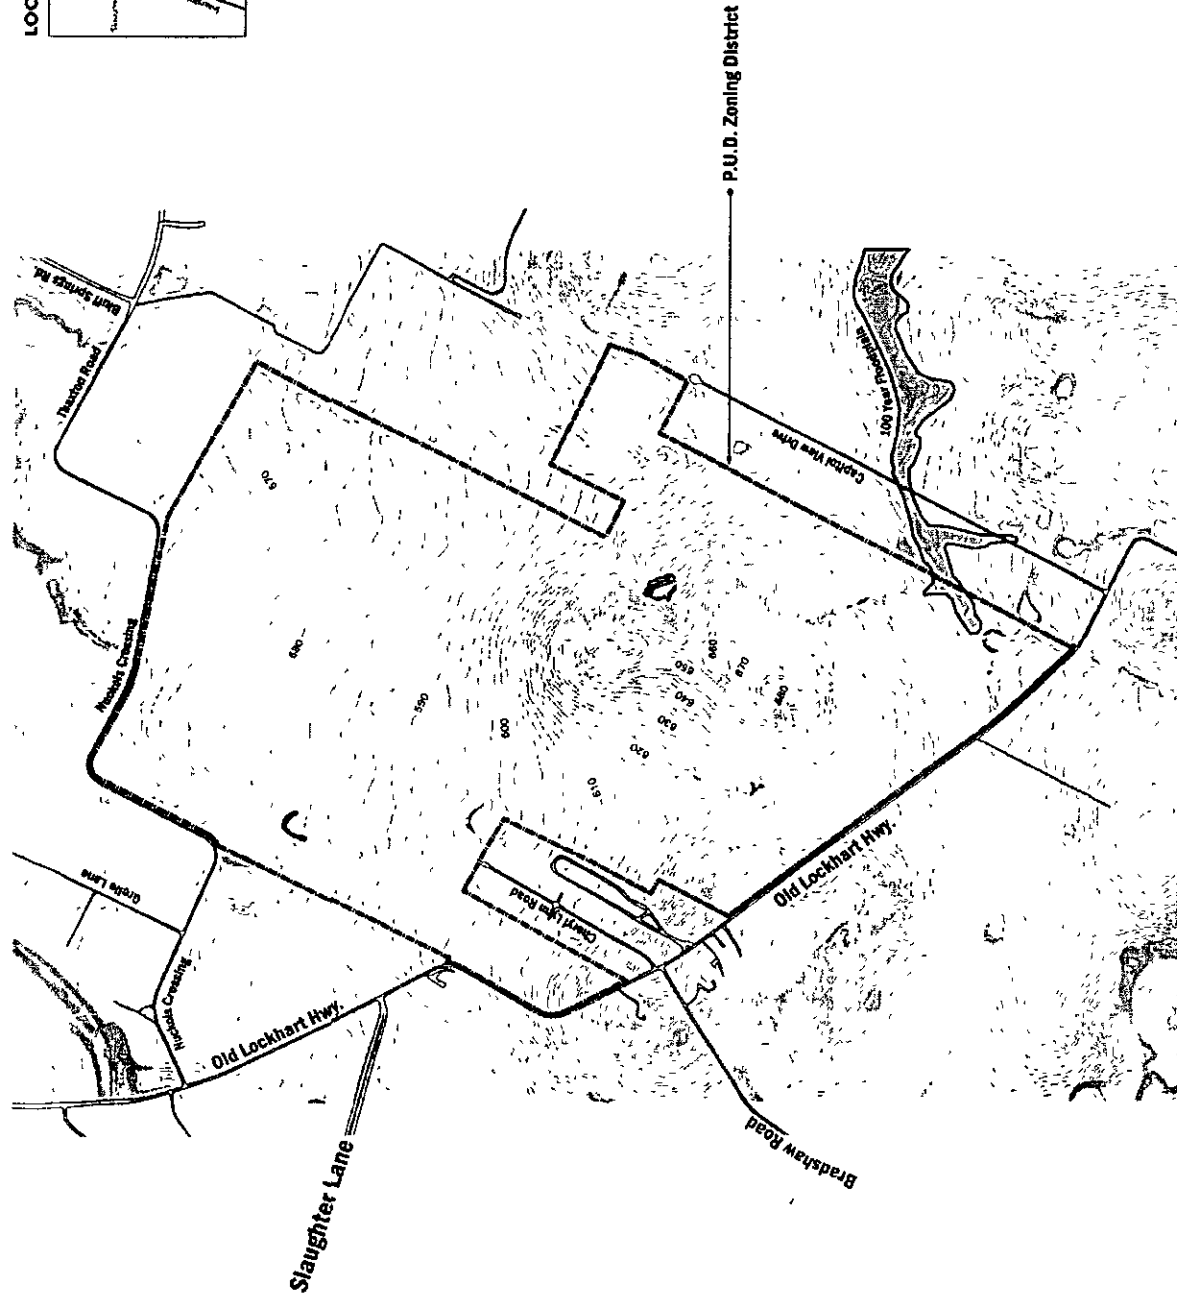 LOC
Bluff Springs Rd.
Thaxton Road
P.U.D. Zoning District
670
Nuckols Crossing
100 Year Floodplain
Capitol View Drive
590
600
610
620
630
640
650
660
670
Grelle Lane
Cheryl Lynn Road
Old Lockhart Hwy.
Nuckols Crossing
Old Lockhart Hwy.
Slaughter Lane
Bradshaw Road